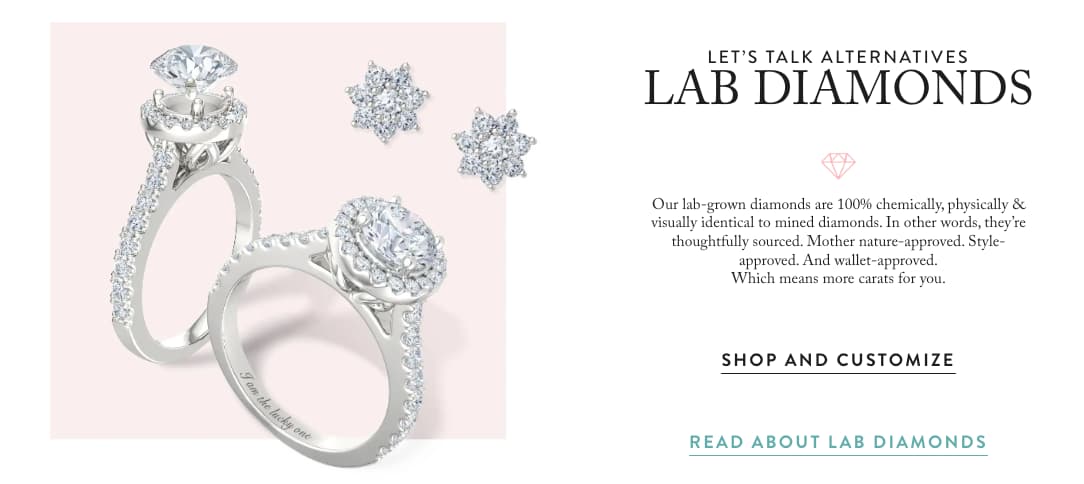 LET'S TALK ALTERNATIVES
LAB DIAMONDS
Our lab-grown diamonds are 100% chemically, physically &
visually identical to mined diamonds. In other words, they're
thoughtfully sourced. Mother nature-approved. Style-
approved. And wallet-approved.
Which means more carats for you.
SHOP AND CUSTOMIZE
READ ABOUT LAB DIAMONDS
I am the lucky one